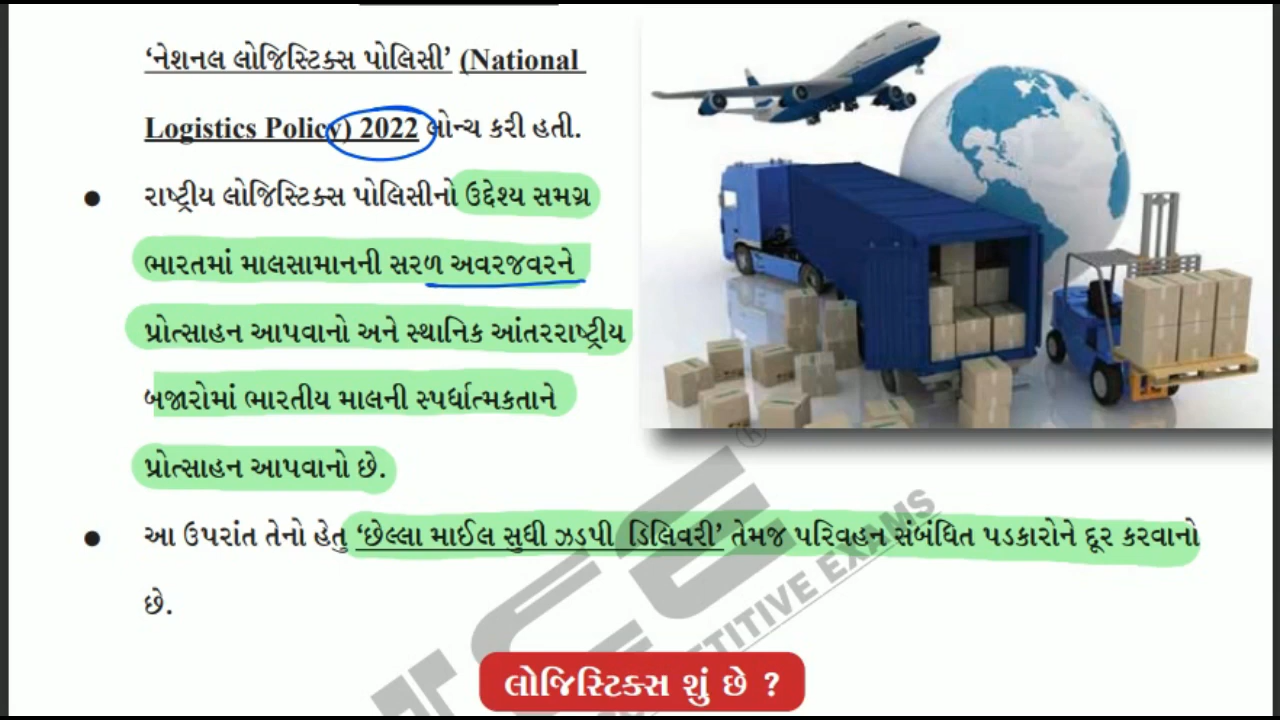 ‘નેશનલ લોજિસ્ટિક્સ પોલિસી’ (National
Logistics Policy) 2022 લોન્ચ કરી હતી.
● રાષ્ટ્રીય લોજિસ્ટિક્સ પોલિસીનો ઉદ્દેશ્ય સમગ્ર
ભારતમાં માલસામાનની સરળ અવરજવરને
પ્રોત્સાહન આપવાનો અને સ્થાનિક આંતરરાષ્ટ્રીય
બજારોમાં ભારતીય માલની સ્પર્ધાત્મકતાને
પ્રોત્સાહન આપવાનો છે.
● આ ઉપરાંત તેનો હેતુ ‘છેલ્લા માઈલ સુધી ઝડપી ડિલિવરી’ તેમજ પરિવહન સંબંધિત પડકારોને દૂર કરવાનો
છે.
લોજિસ્ટિક્સ શું છે ?